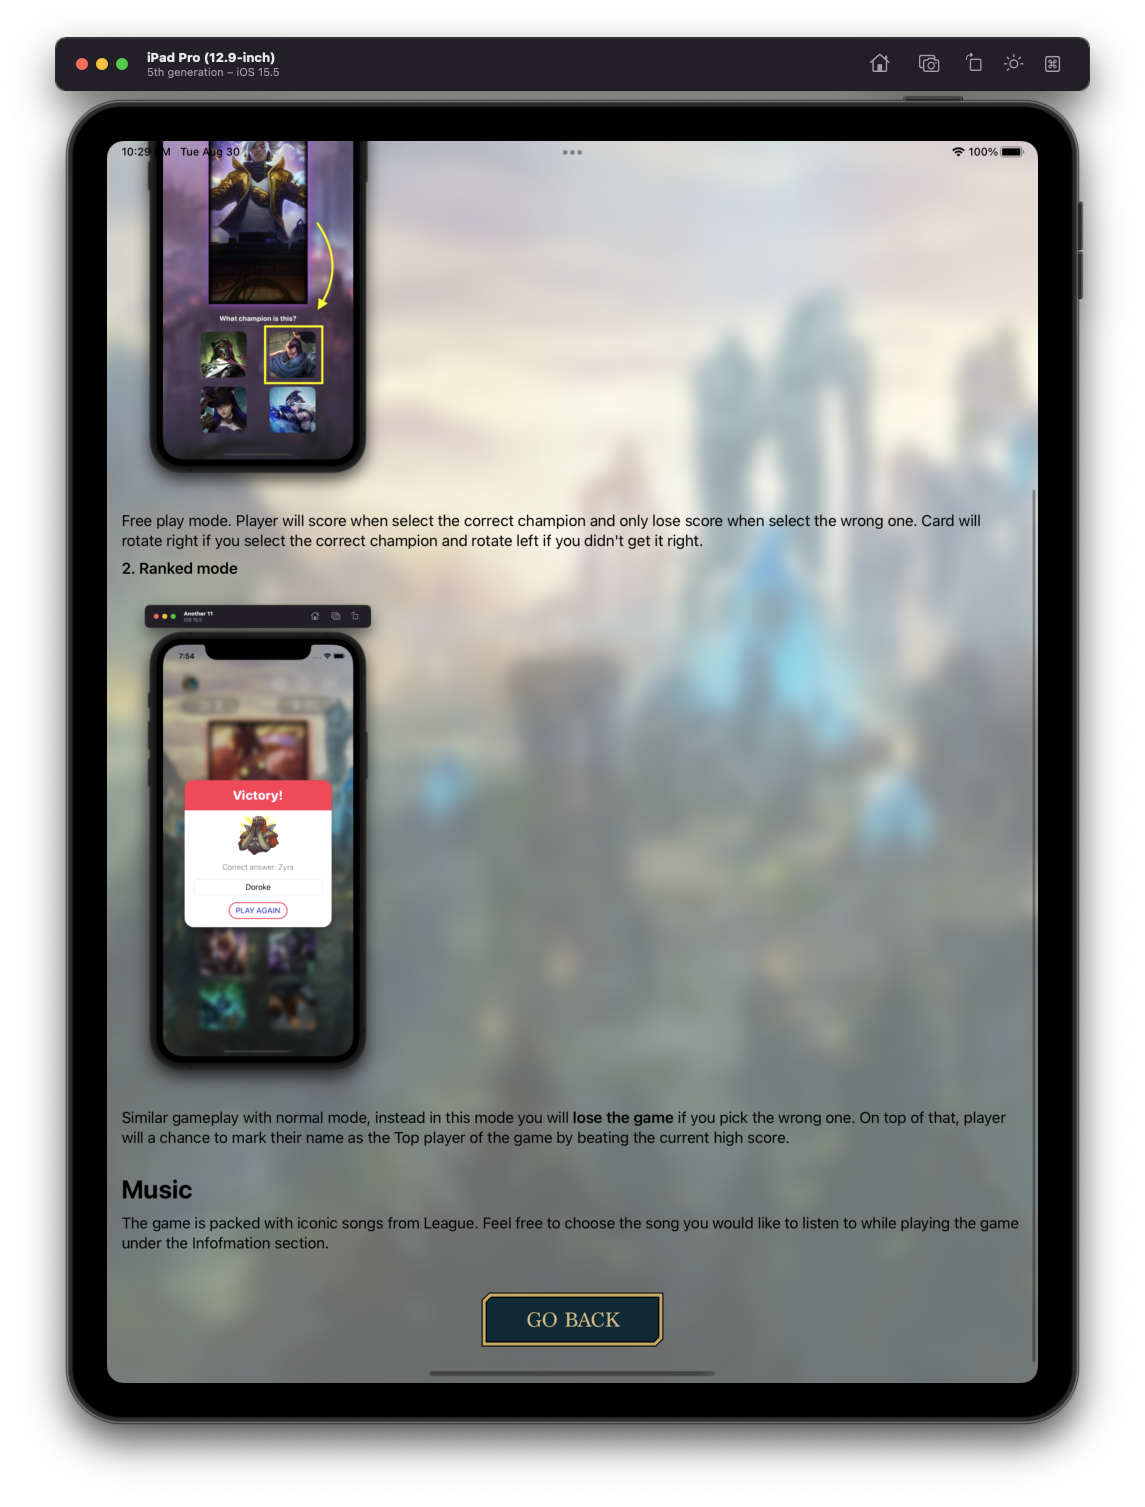 iPad Pro (12.9-inch)
5th generation – iOS 15.5
10:29 M Tue Aug 30
100%
What champion is this?
Free play mode. Player will score when select the correct champion and only lose score when select the wrong one. Card will
rotate right if you select the correct champion and rotate left if you didn't get it right.
2. Ranked mode
Another 11
7:54
Victory!
Correct answer: Zyra
Doroke
PLAY AGAIN
Similar gameplay with normal mode, instead in this mode you will lose the game if you pick the wrong one. On top of that, player
will a chance to mark their name as the Top player of the game by beating the current high score.
Music
The game is packed with iconic songs from League. Feel free to choose the song you would like to listen to while playing the game
under the Infofmation section.
GO BACK